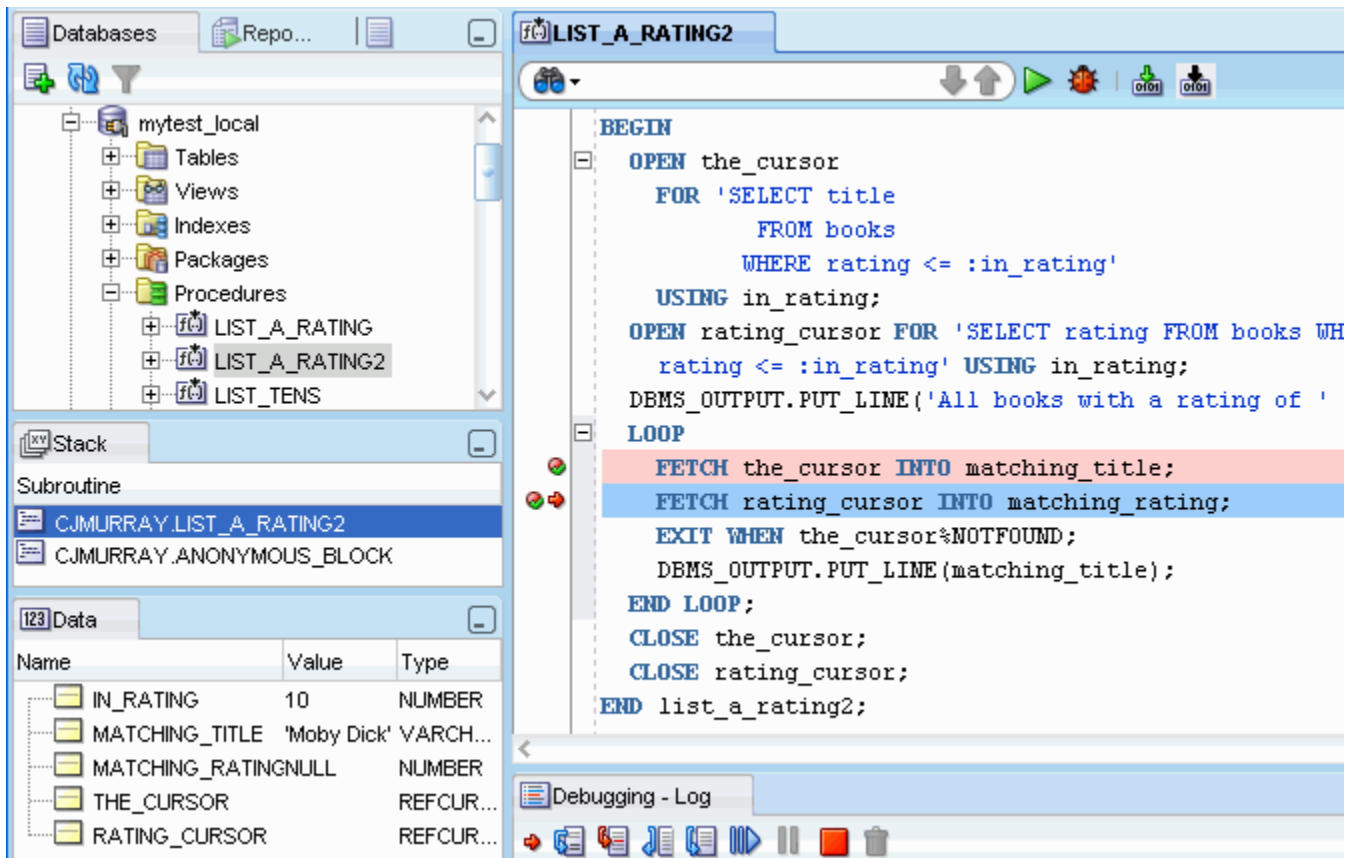 Databases
Repo...
mytest_local
Tables
Views
Indexes
Packages
Procedures
LIST_A_RATING
LIST_A_RATING2
LIST_TENS
Stack
Subroutine
CJMURRAY.LIST_A_RATING2
CJMURRAY.ANONYMOUS_BLOCK
Data
Name Value Type
IN_RATING 10 NUMBER
MATCHING_TITLE 'Moby Dick' VARCH...
MATCHING_RATING NULL NUMBER
THE_CURSOR REFCUR...
RATING_CURSOR REFCUR...
LIST_A_RATING2
BEGIN
OPEN the_cursor
FOR 'SELECT title
FROM books
WHERE rating <= :in_rating'
USING in_rating;
OPEN rating_cursor FOR 'SELECT rating FROM books WH
rating <= :in_rating' USING in_rating;
DBMS_OUTPUT.PUT_LINE('All books with a rating of '
LOOP
FETCH the_cursor INTO matching_title;
FETCH rating_cursor INTO matching_rating;
EXIT WHEN the_cursor%NOTFOUND;
DBMS_OUTPUT.PUT_LINE(matching_title);
END LOOP;
CLOSE the_cursor;
CLOSE rating_cursor;
END list_a_rating2;
Debugging - Log